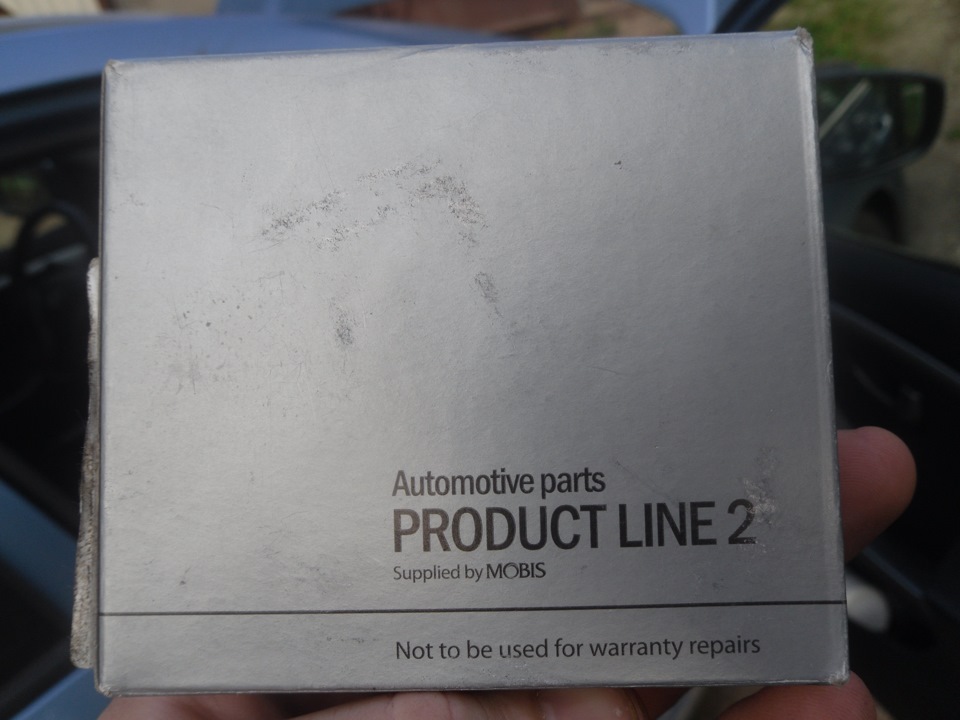 Automotive parts
PRODUCT LINE 2
Supplied by MOBIS
Not to be used for warranty repairs